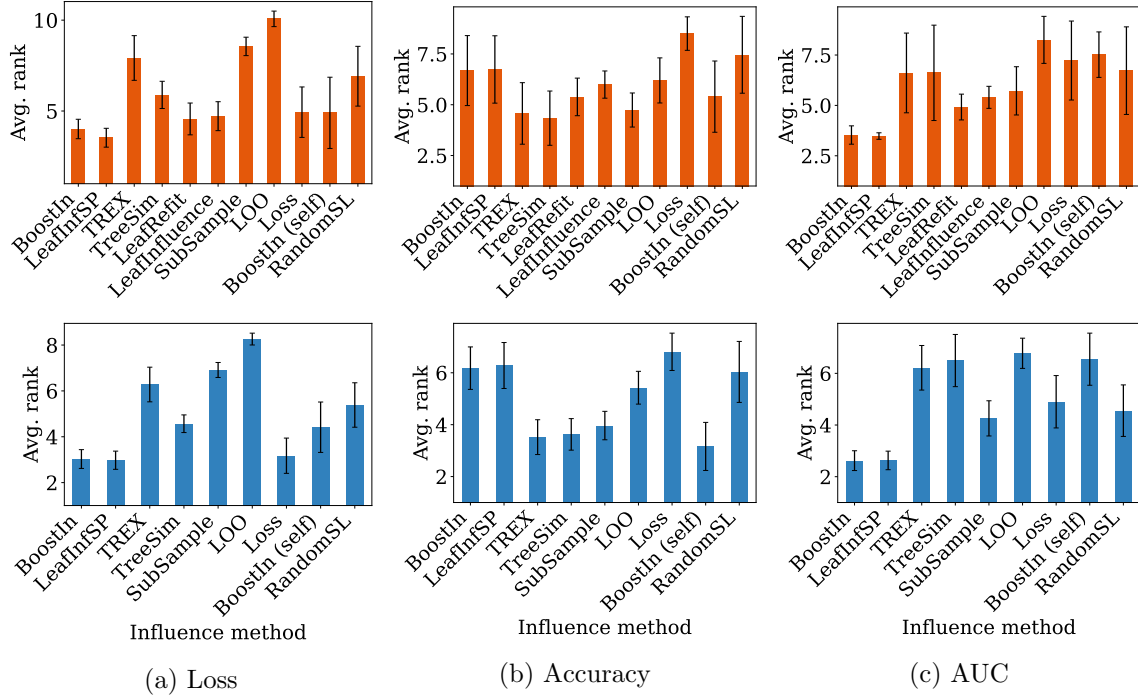 Avg. rank
10
5
BoostIn
LeafInfSP
TREX
TreeSim
LeafRefit
LeafInfluence
SubSample
LOO
Loss
BoostIn (self)
RandomSL
Avg. rank
7.5
5.0
2.5
BoostIn
LeafInfSP
TREX
TreeSim
LeafRefit
LeafInfluence
SubSample
LOO
Loss
BoostIn (self)
RandomSL
Avg. rank
7.5
5.0
2.5
BoostIn
LeafInfSP
TREX
TreeSim
LeafRefit
LeafInfluence
SubSample
LOO
Loss
BoostIn (self)
RandomSL
Avg. rank
8
6
4
2
BoostIn
LeafInfSP
TREX
TreeSim
SubSample
LOO
Loss
BoostIn (self)
RandomSL
Influence method
(a) Loss
Avg. rank
6
4
2
BoostIn
LeafInfSP
TREX
TreeSim
SubSample
LOO
Loss
BoostIn (self)
RandomSL
Influence method
(b) Accuracy
Avg. rank
6
4
2
BoostIn
LeafInfSP
TREX
TreeSim
SubSample
LOO
Loss
BoostIn (self)
RandomSL
Influence method
(c) AUC